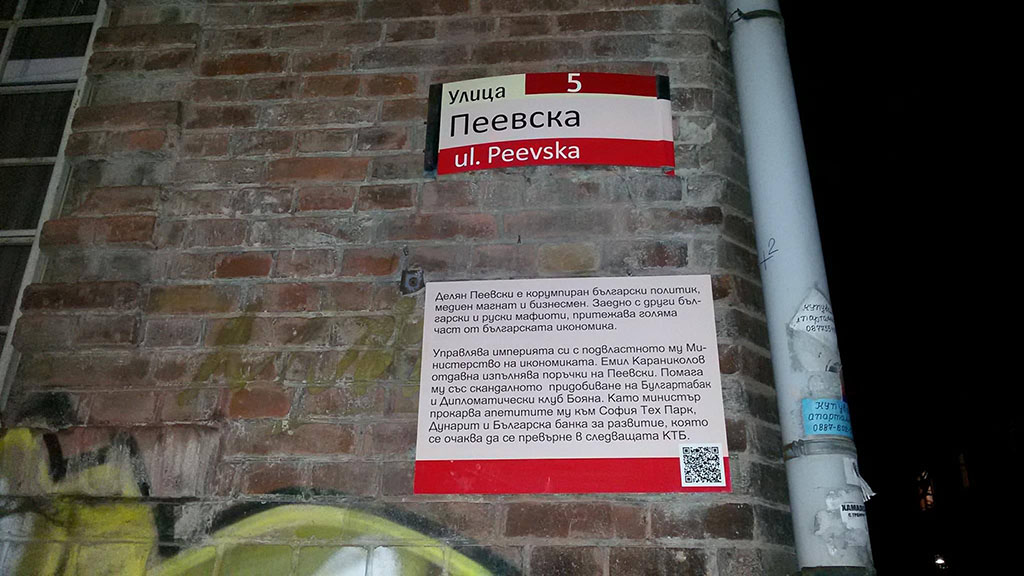 Улица 5
Пеевска
ul. Peevska
Делян Пеевски е корумпиран български политик,
медиен магнат и бизнесмен. Заедно с други бъл-
гарски и руски мафиоти, притежава голяма
част от българската икономика.
Управлява империята си с подвластното му Ми-
нистерство на икономиката. Емил Караниколов
отдавна изпълнява поръчки на Пеевски. Помага
му със скандалното придобиване на Булгартабак
и Дипломатически клуб Бояна. Като министър
прокарва апетитите му към София Тех Парк,
Дунарит и Българска банка за развитие, която
се очаква да се превърне в следващата КТБ.